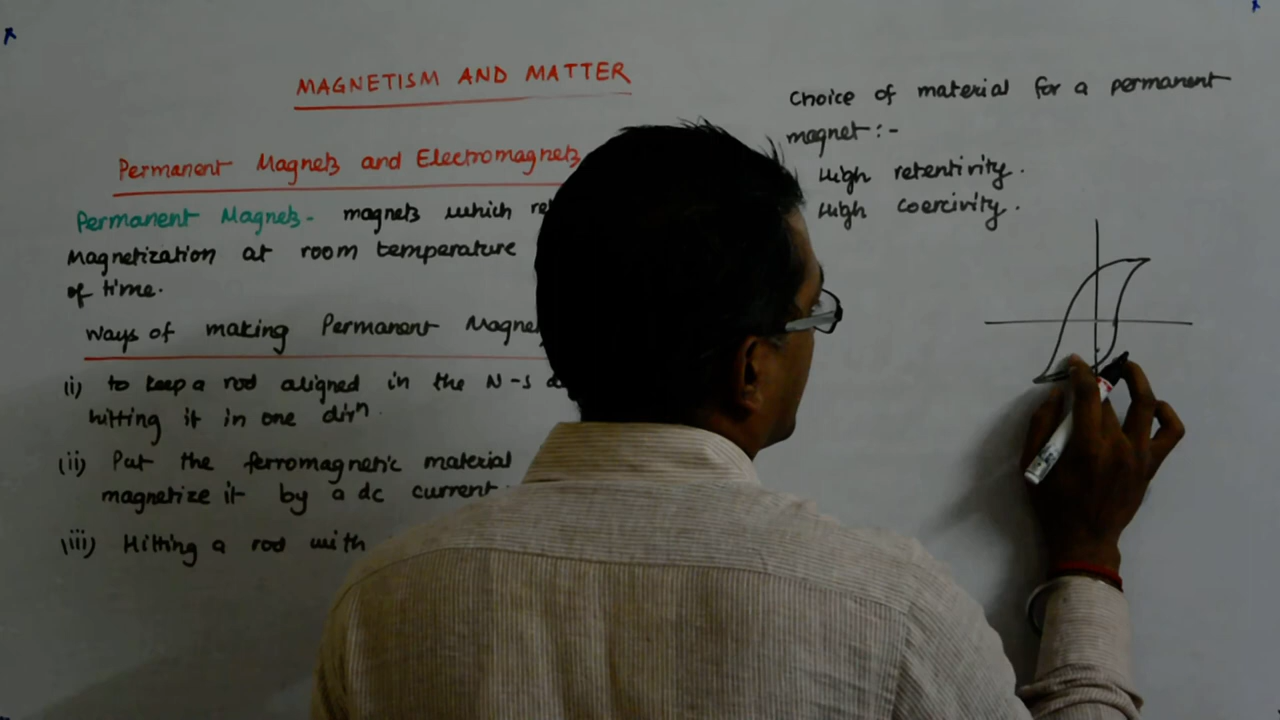 MAGNETISM AND MATTER
Permanent Magnets and Electromagnets
Permanent Magnets - magnets which
Magnetization at room temperature
of time.
Ways of making Permanent
(i) to keep a rod aligned in the N-S
hitting it in one dirn.
(ii) Put the ferromagnetic material
magnetize it by a dc current.
(iii) Hitting a rod with
Choice of material for a permanent
magnet :-
High retentivity.
High coercivity.